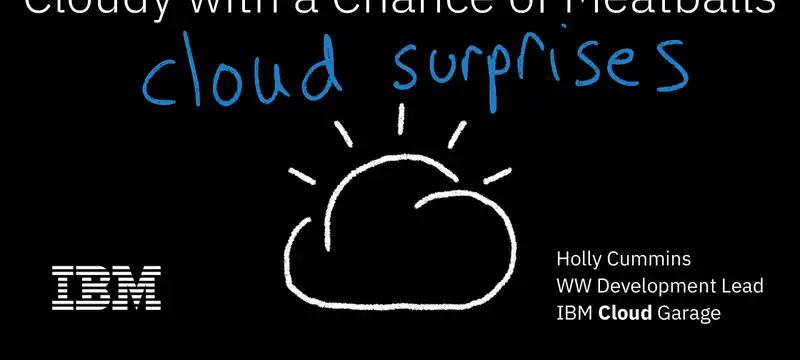 Cloudy with a Chance of Meatballs
cloud surprises
IBM
Holly Cummins
WW Development Lead
IBM Cloud Garage